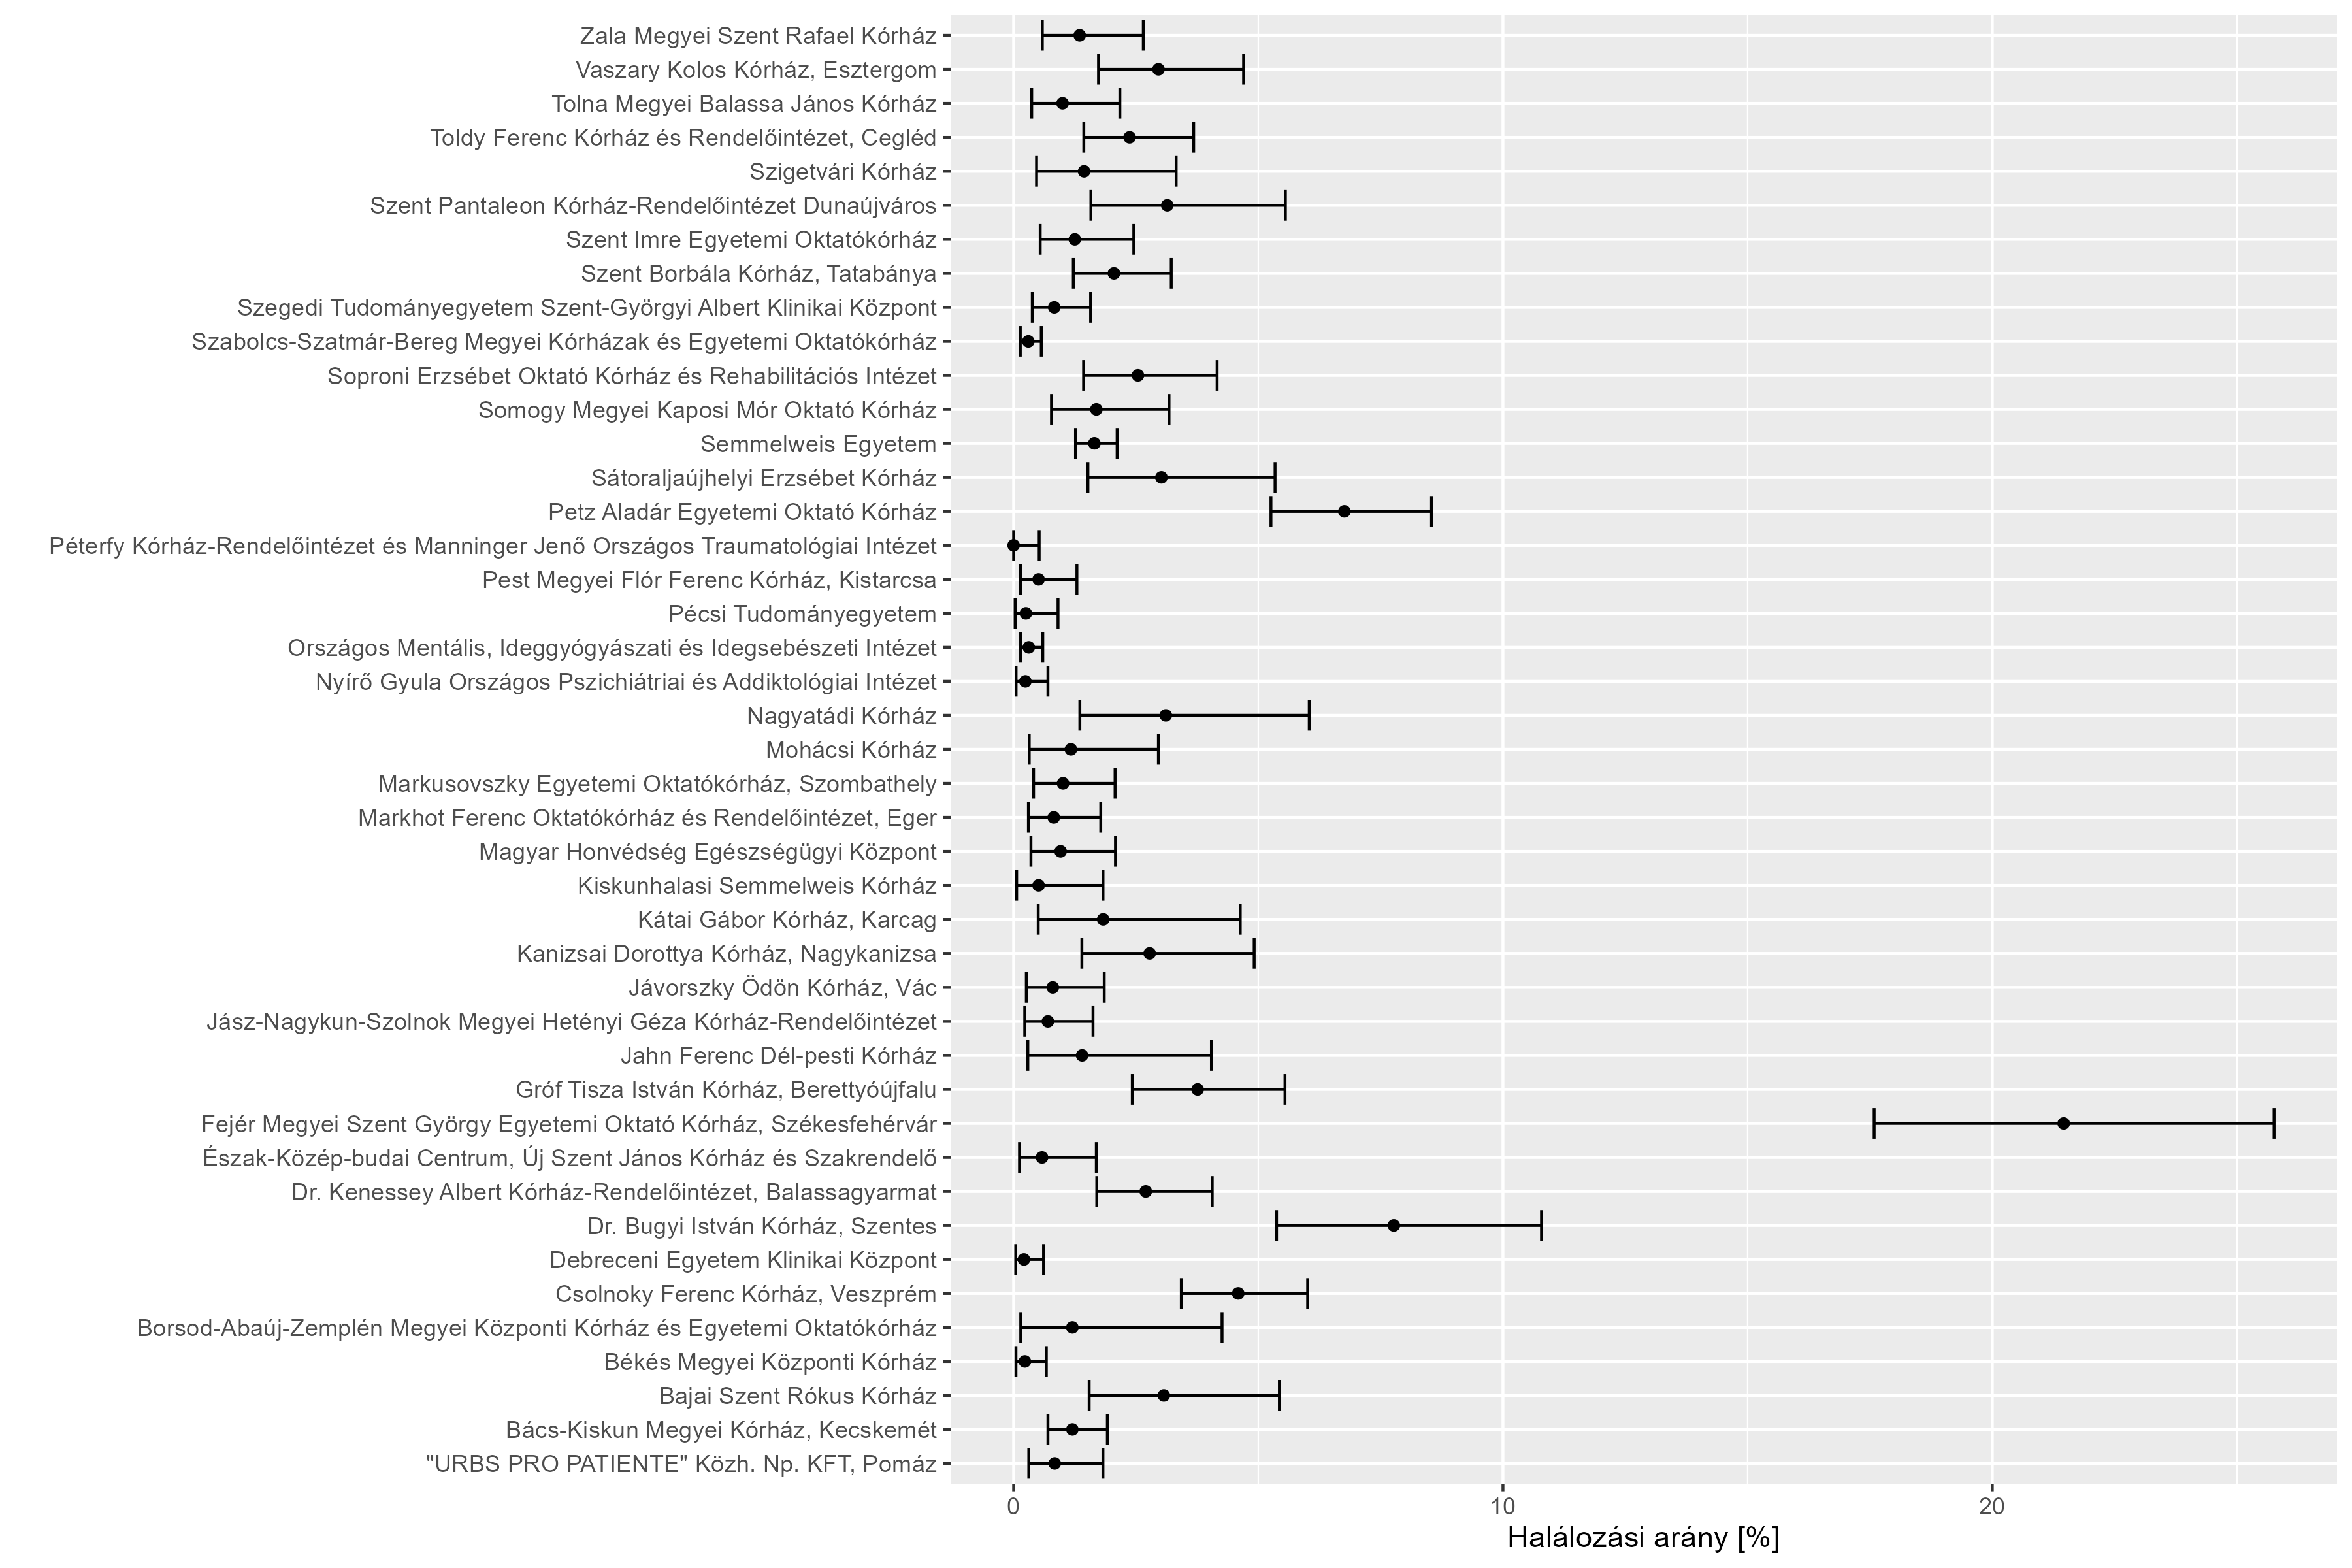 Zala Megyei Szent Rafael Kórház
Vaszary Kolos Kórház, Esztergom
Tolna Megyei Balassa János Kórház
Toldy Ferenc Kórház és Rendelőintézet, Cegléd
Szigetvári Kórház
Szent Pantaleon Kórház-Rendelőintézet Dunaújváros
Szent Imre Egyetemi Oktatókórház
Szent Borbála Kórház, Tatabánya
Szegedi Tudományegyetem Szent-Györgyi Albert Klinikai Központ
Szabolcs-Szatmár-Bereg Megyei Kórházak és Egyetemi Oktatókórház
Soproni Erzsébet Oktató Kórház és Rehabilitációs Intézet
Somogy Megyei Kaposi Mór Oktató Kórház
Semmelweis Egyetem
Sátoraljaújhelyi Erzsébet Kórház
Petz Aladár Egyetemi Oktató Kórház
Péterfy Kórház-Rendelőintézet és Manninger Jenő Országos Traumatológiai Intézet
Pest Megyei Flór Ferenc Kórház, Kistarcsa
Pécsi Tudományegyetem
Országos Mentális, Ideggyógyászati és Idegsebészeti Intézet
Nyírő Gyula Országos Pszichiátriai és Addiktológiai Intézet
Nagyatádi Kórház
Mohácsi Kórház
Markusovszky Egyetemi Oktatókórház, Szombathely
Markhot Ferenc Oktatókórház és Rendelőintézet, Eger
Magyar Honvédség Egészségügyi Központ
Kiskunhalasi Semmelweis Kórház
Kátai Gábor Kórház, Karcag
Kanizsai Dorottya Kórház, Nagykanizsa
Jávorszky Ödön Kórház, Vác
Jász-Nagykun-Szolnok Megyei Hetényi Géza Kórház-Rendelőintézet
Jahn Ferenc Dél-pesti Kórház
Gróf Tisza István Kórház, Berettyóújfalu
Fejér Megyei Szent György Egyetemi Oktató Kórház, Székesfehérvár
Észak-Közép-budai Centrum, Új Szent János Kórház és Szakrendelő
Dr. Kenessey Albert Kórház-Rendelőintézet, Balassagyarmat
Dr. Bugyi István Kórház, Szentes
Debreceni Egyetem Klinikai Központ
Csolnoky Ferenc Kórház, Veszprém
Borsod-Abaúj-Zemplén Megyei Központi Kórház és Egyetemi Oktatókórház
Békés Megyei Központi Kórház
Bajai Szent Rókus Kórház
Bács-Kiskun Megyei Kórház, Kecskemét
"URBS PRO PATIENTE" Közh. Np. KFT, Pomáz
0 10 20
Halálozási arány [%]